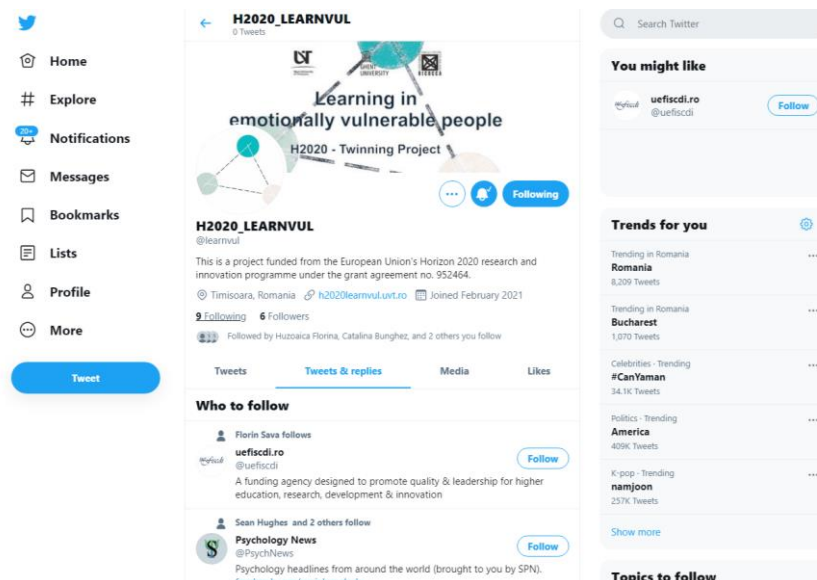 Home
Explore
20+
Notifications
Messages
Bookmarks
Lists
Profile
More
Tweet
H2020_LEARNVUL
0 Tweets
Learning in
emotionally vulnerable people
H2020 - Twinning Project
Following
H2020_LEARNVUL
@learnvul
This is a project funded from the European Union's Horizon 2020 research and
innovation programme under the grant agreement no. 952464.
Timisoara, Romania h2020learnvul.uvt.ro Joined February 2021
9 Following 6 Followers
Followed by Huzoaica Florina, Catalina Bunghez, and 2 others you follow
Tweets Tweets & replies Media Likes
Who to follow
Florin Sava follows
uefiscdi.ro
@uefiscdi
Follow
A funding agency designed to promote quality & leadership for higher
education, research, development & innovation
Sean Hughes and 2 others follow
Psychology News
@PsychNews
Follow
Psychology headlines from around the world (brought to you by SPN).
Search Twitter
You might like
uefiscdi.ro
@uefiscdi
Follow
Trends for you
Trending in Romania
Romania
8,209 Tweets
Trending in Romania
Bucharest
1,070 Tweets
Celebrities · Trending
#CanYaman
34.1K Tweets
Politics · Trending
America
409K Tweets
K-pop · Trending
namjoon
257K Tweets
Show more
Topics to follow